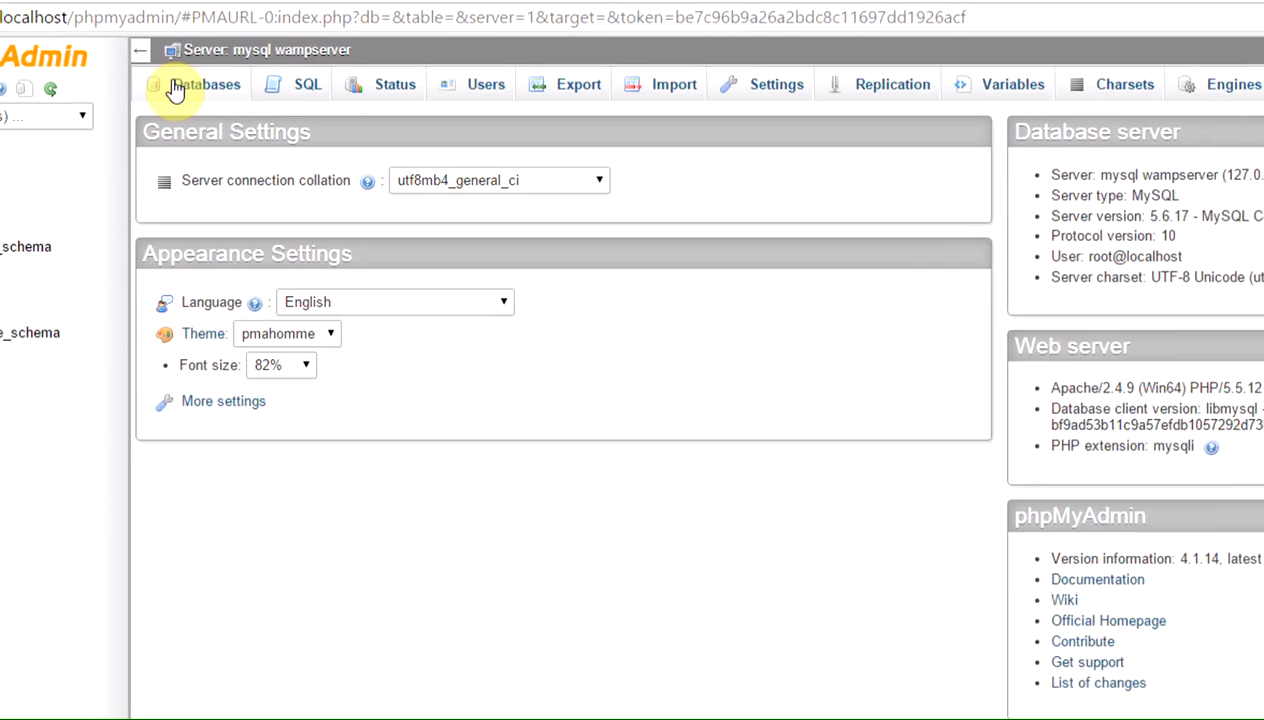 localhost/phpmyadmin/#PMAURL-0:index.php?db=&table=&server=1&target=&token=be7c96b9a26a2bdc8c11697dd1926acf
Admin
s) ...
_schema
e_schema
Server: mysql wampserver
Databases SQL Status Users Export Import Settings Replication Variables Charsets Engines
General Settings
Server connection collation : utf8mb4_general_ci
Appearance Settings
Language : English
Theme: pmahomme
• Font size: 82%
More settings
Database server
• Server: mysql wampserver (127.0.
• Server type: MySQL
• Server version: 5.6.17 - MySQL C
• Protocol version: 10
• User: root@localhost
• Server charset: UTF-8 Unicode (ut
Web server
• Apache/2.4.9 (Win64) PHP/5.5.12
• Database client version: libmysql -
bf9ad53b11c9a57efdb1057292d73
• PHP extension: mysqli
phpMyAdmin
• Version information: 4.1.14, latest
• Documentation
• Wiki
• Official Homepage
• Contribute
• Get support
• List of changes